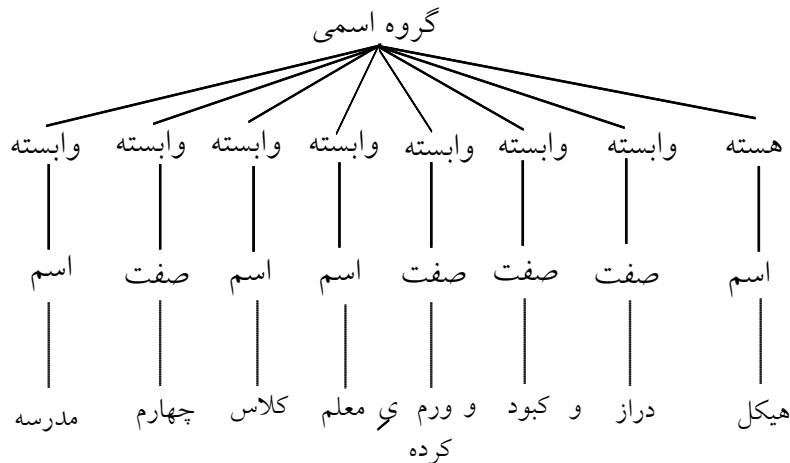 گروه اسمی
هسته وابسته وابسته وابسته وابسته وابسته وابسته وابسته
اسم صفت صفت صفت اسم اسم صفت اسم
هیکل دراز و کبود و ورم یِ معلم کلاس چهارم مدرسه
کرده